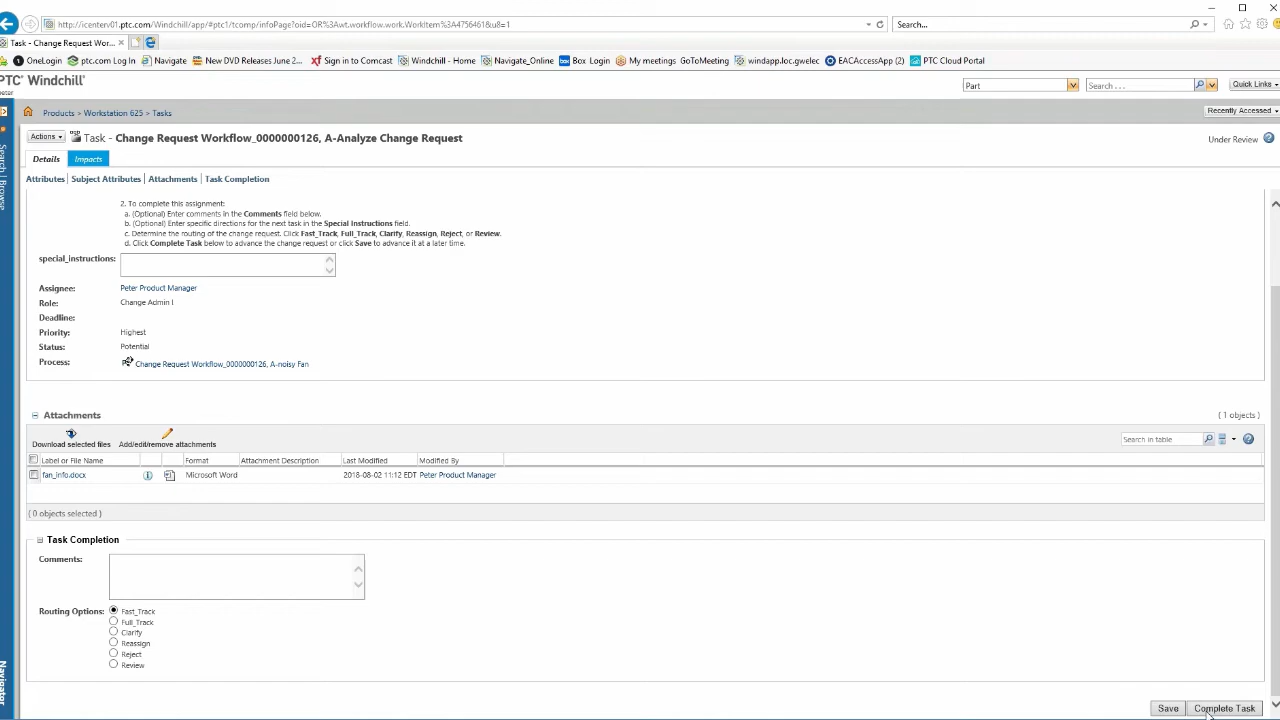 http://icenterv01.ptc.com/Windchill/app/#ptc1/tcomp/infoPage?oid=OR%3Awt.workflow.work.WorkItem%3A4756461&u8=1
Search...
Task - Change Request Wor...
OneLogin ptc.com Log In Navigate New DVD Releases June 2... Sign in to Comcast Windchill - Home Navigate_Online Box Login My meetings GoToMeeting windapp.loc.gwelec EACAccessApp (2) PTC Cloud Portal
PTC Windchill
Part Search . . . Quick Links
Products > Workstation 625 > Tasks Recently Accessed
Actions Task - Change Request Workflow_0000000126, A-Analyze Change Request Under Review
Details Impacts
Search | Browse
Attributes | Subject Attributes | Attachments | Task Completion
2. To complete this assignment:
a. (Optional) Enter comments in the Comments field below.
b. (Optional) Enter specific directions for the next task in the Special Instructions field.
c. Determine the routing of the change request. Click Fast_Track, Full_Track, Clarify, Reassign, Reject, or Review.
d. Click Complete Task below to advance the change request or click Save to advance it at a later time.
special_instructions:
Assignee: Peter Product Manager
Role: Change Admin I
Deadline:
Priority: Highest
Status: Potential
Process: Change Request Workflow_0000000126, A-noisy Fan
Attachments ( 1 objects )
Download selected files Add/edit/remove attachments Search in table
Label or File Name Format Attachment Description Last Modified Modified By
fan_info.docx Microsoft Word 2018-08-02 11:12 EDT Peter Product Manager
( 0 objects selected )
Task Completion
Comments:
Routing Options: Fast_Track
Full_Track
Clarify
Reassign
Reject
Review
Navigator
Save Complete Task